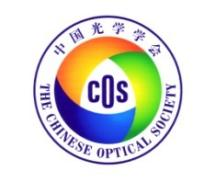 中国光学学会
COS
THE CHINESE OPTICAL SOCIETY